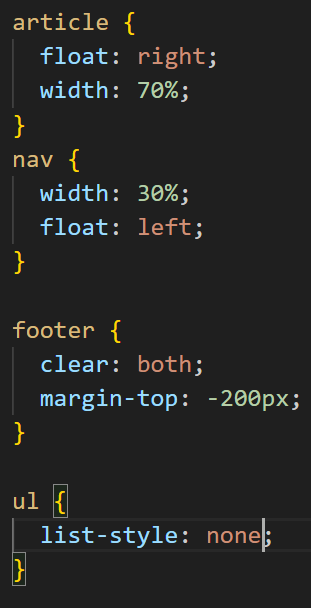 article {
  float: right;
  width: 70%;
}
nav {
  width: 30%;
  float: left;
}

footer {
  clear: both;
  margin-top: -200px;
}

ul {
  list-style: none;
}